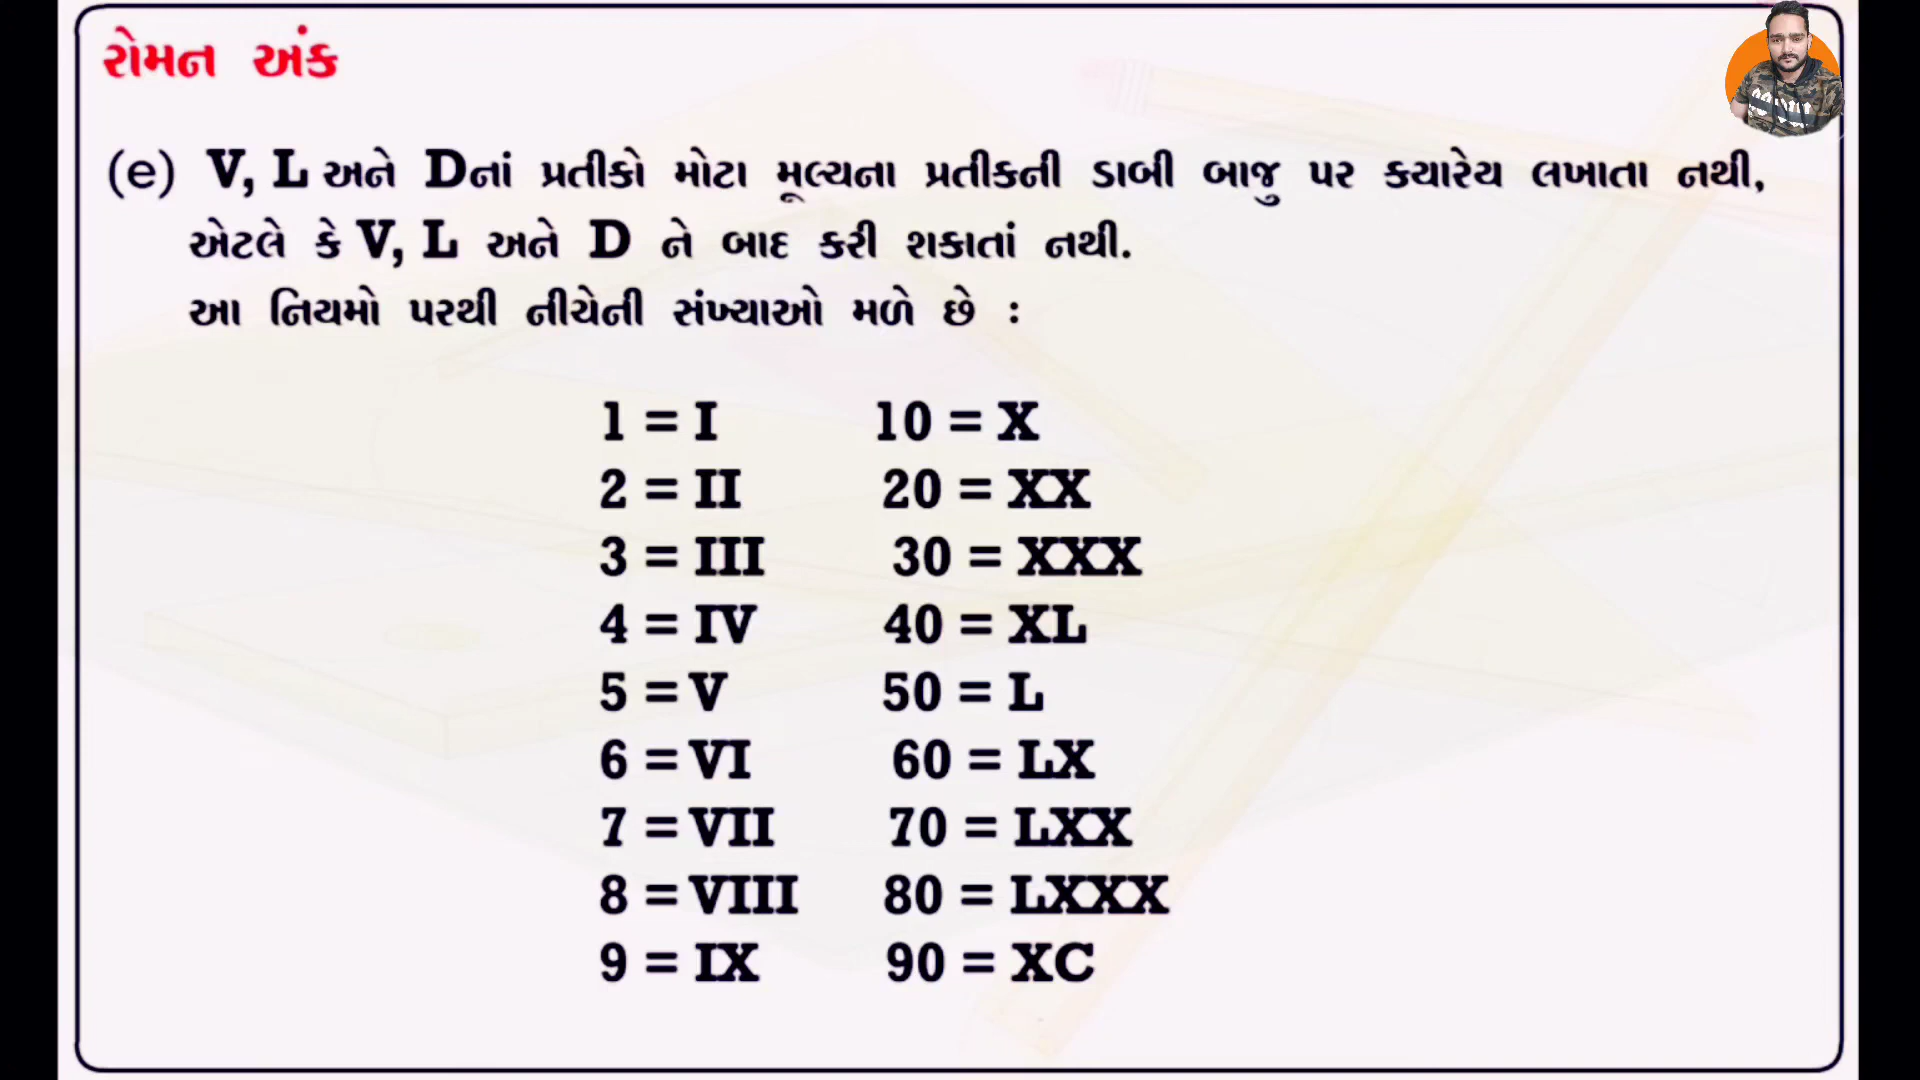 રોમન અંક
(e) V, L અને Dનાં પ્રતીકો મોટા મૂલ્યના પ્રતીકની ડાબી બાજુ પર ક્યારેય લખાતા નથી,
એટલે કે V, L અને D ને બાદ કરી શકાતાં નથી.
આ નિયમો પરથી નીચેની સંખ્યાઓ મળે છે :
1 = I 10 = X
2 = II 20 = XX
3 = III 30 = XXX
4 = IV 40 = XL
5 = V 50 = L
6 = VI 60 = LX
7 = VII 70 = LXX
8 = VIII 80 = LXXX
9 = IX 90 = XC